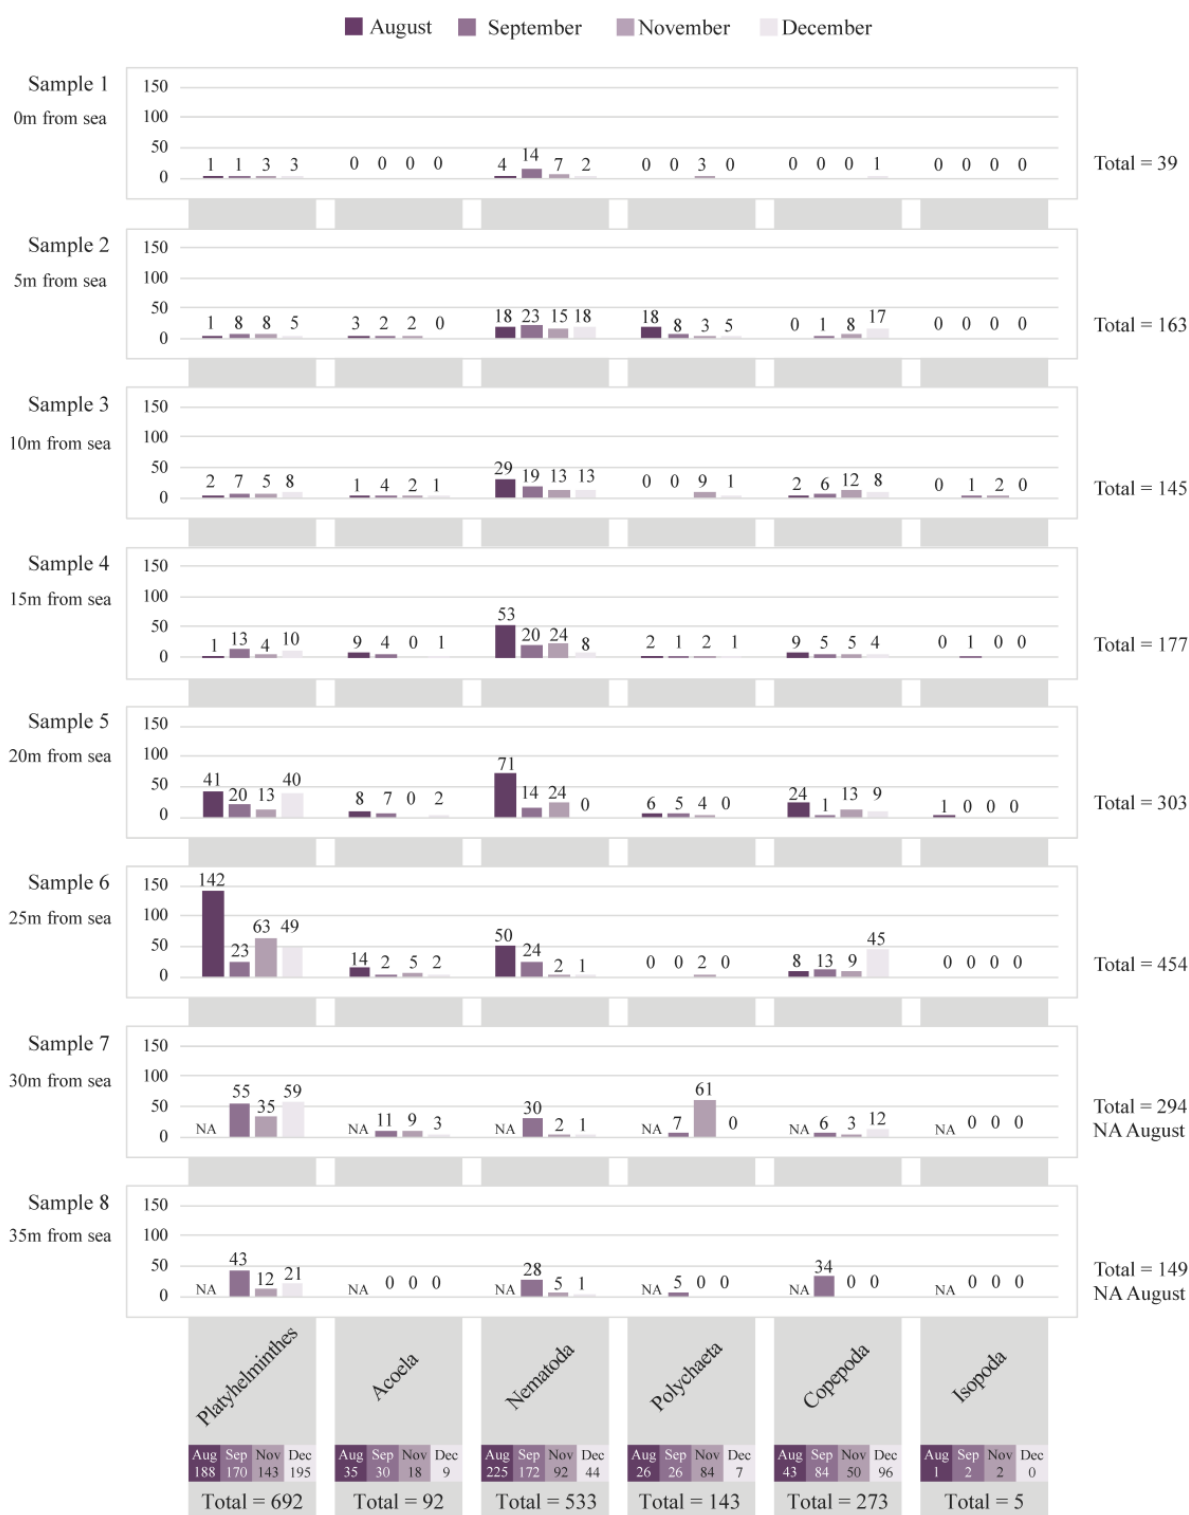 August September November December
Sample 1
0m from sea
150
100
50
0
1 1 3 3 0 0 0 0 4 14 7 2 0 0 3 0 0 0 0 1 0 0 0 0
Total = 39
Sample 2
5m from sea
150
100
50
0
1 8 8 5 3 2 2 0 18 23 15 18 18 8 3 5 0 1 8 17 0 0 0 0
Total = 163
Sample 3
10m from sea
150
100
50
0
2 7 5 8 1 4 2 1 29 19 13 13 0 0 9 1 2 6 12 8 0 1 2 0
Total = 145
Sample 4
15m from sea
150
100
50
0
1 13 4 10 9 4 0 1 53 20 24 8 2 1 2 1 9 5 5 4 0 1 0 0
Total = 177
Sample 5
20m from sea
150
100
50
0
41 20 13 40 8 7 0 2 71 14 24 0 6 5 4 0 24 1 13 9 1 0 0 0
Total = 303
Sample 6
25m from sea
150
100
50
0
142 23 63 49 14 2 5 2 50 24 2 1 0 0 2 0 8 13 9 45 0 0 0 0
Total = 454
Sample 7
30m from sea
150
100
50
0
NA 55 35 59 NA 11 9 3 NA 30 2 1 NA 7 61 0 NA 6 3 12 NA 0 0 0
Total = 294
NA August
Sample 8
35m from sea
150
100
50
0
NA 43 12 21 NA 0 0 0 NA 28 5 1 NA 5 0 0 NA 34 0 0 NA 0 0 0
Total = 149
NA August
Platyhelminthes Acoela Nematoda Polychaeta Copepoda Isopoda
Aug Sep Nov Dec Aug Sep Nov Dec Aug Sep Nov Dec Aug Sep Nov Dec Aug Sep Nov Dec Aug Sep Nov Dec
188 170 143 195 35 30 18 9 225 172 92 44 26 26 84 7 43 84 50 96 1 2 2 0
Total = 692 Total = 92 Total = 533 Total = 143 Total = 273 Total = 5